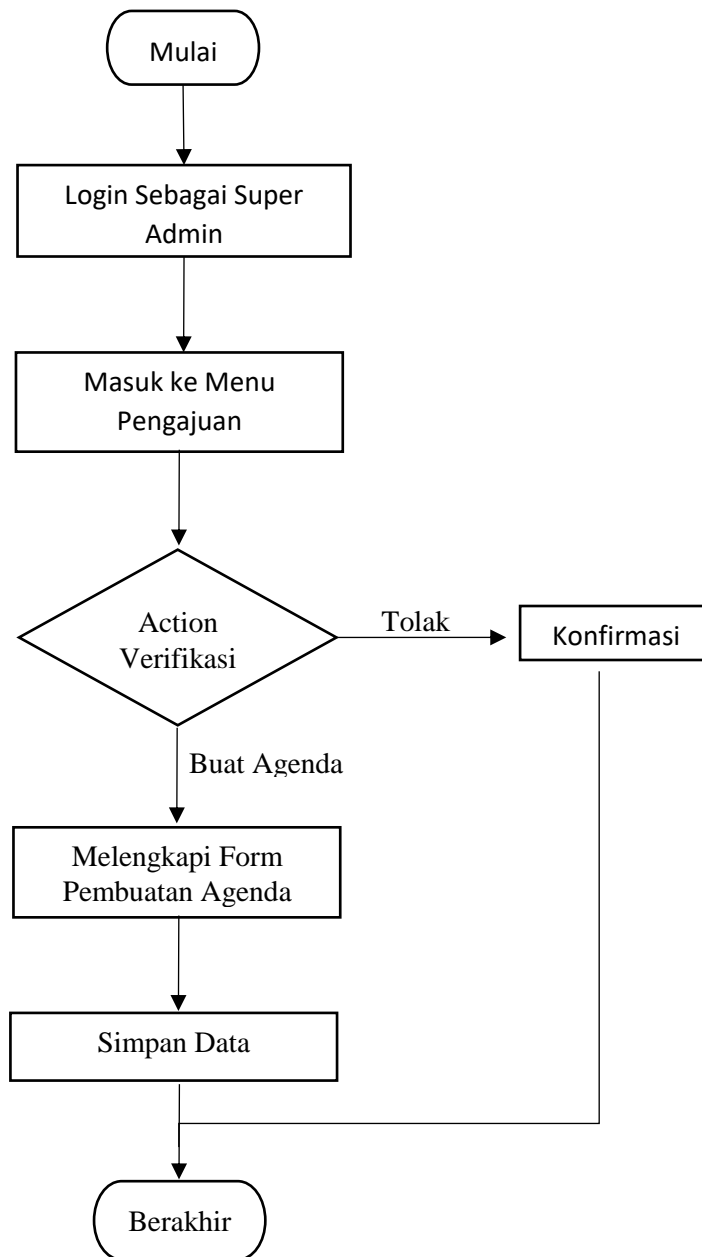 Mulai
Login Sebagai Super
Admin
Masuk ke Menu
Pengajuan
Action
Verifikasi
Tolak
Konfirmasi
Buat Agenda
Melengkapi Form
Pembuatan Agenda
Simpan Data
Berakhir